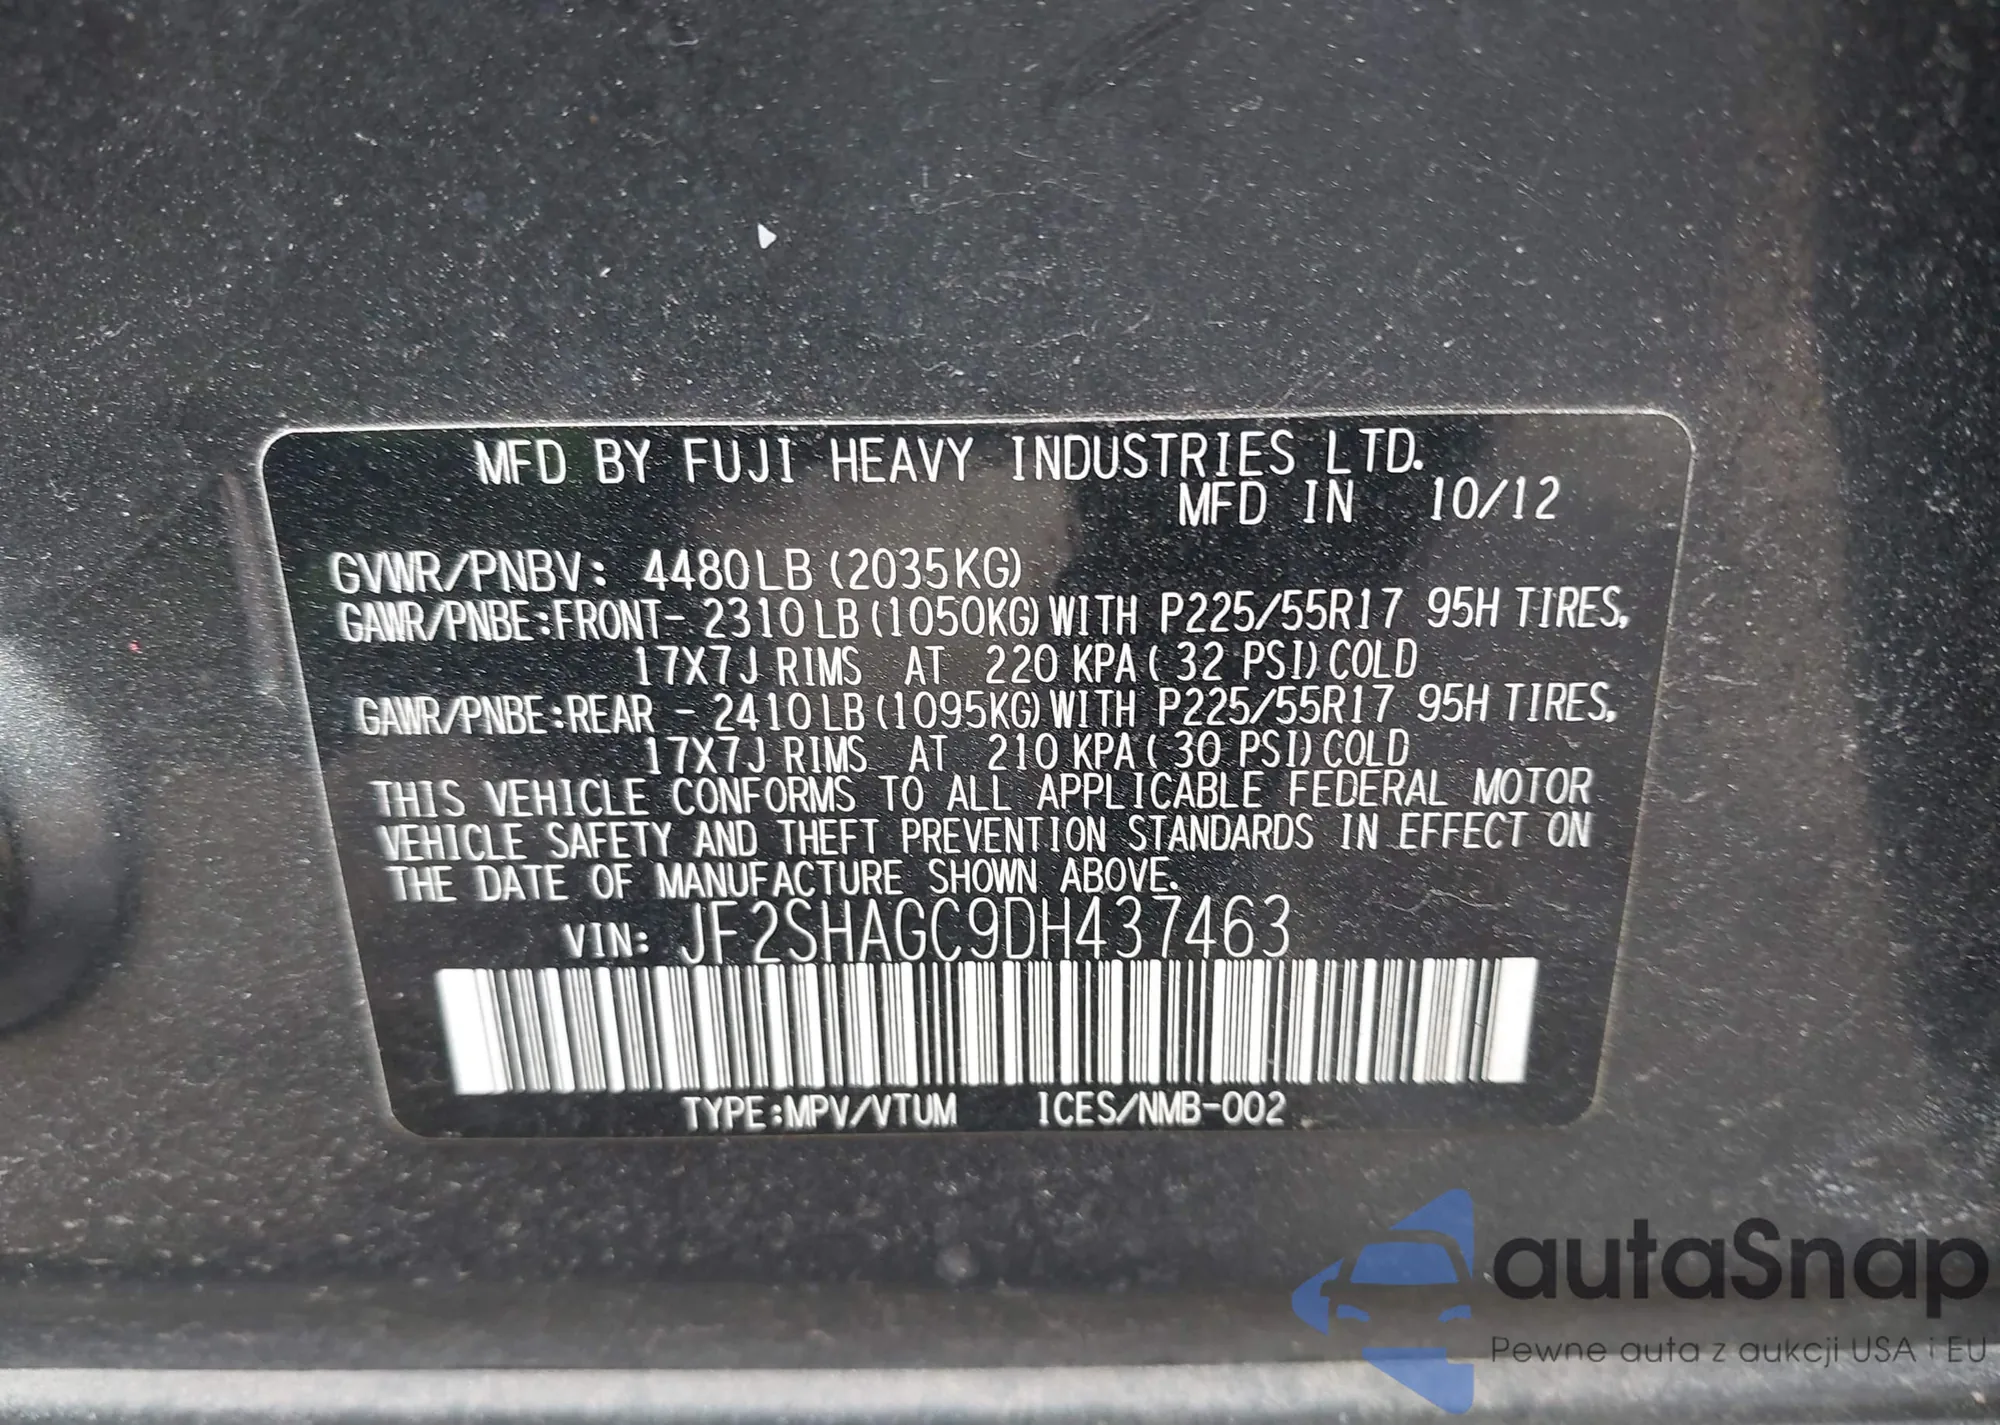 MFD BY FUJI HEAVY INDUSTRIES LTD.
MFD IN 10/12
GVWR/PNBV: 4480LB (2035KG)
GAWR/PNBE:FRONT- 2310LB (1050KG) WITH P225/55R17 95H TIRES,
17X7J RIMS AT 220 KPA ( 32 PSI) COLD
GAWR/PNBE:REAR - 2410LB (1095KG) WITH P225/55R17 95H TIRES,
17X7J RIMS AT 210 KPA ( 30 PSI) COLD
THIS VEHICLE CONFORMS TO ALL APPLICABLE FEDERAL MOTOR
VEHICLE SAFETY AND THEFT PREVENTION STANDARDS IN EFFECT ON
THE DATE OF MANUFACTURE SHOWN ABOVE.
VIN: JF2SHAGC9DH437463
TYPE:MPV/VTUM ICES/NMB-002
autaSnap
Pewne auta z aukcji USA i EU